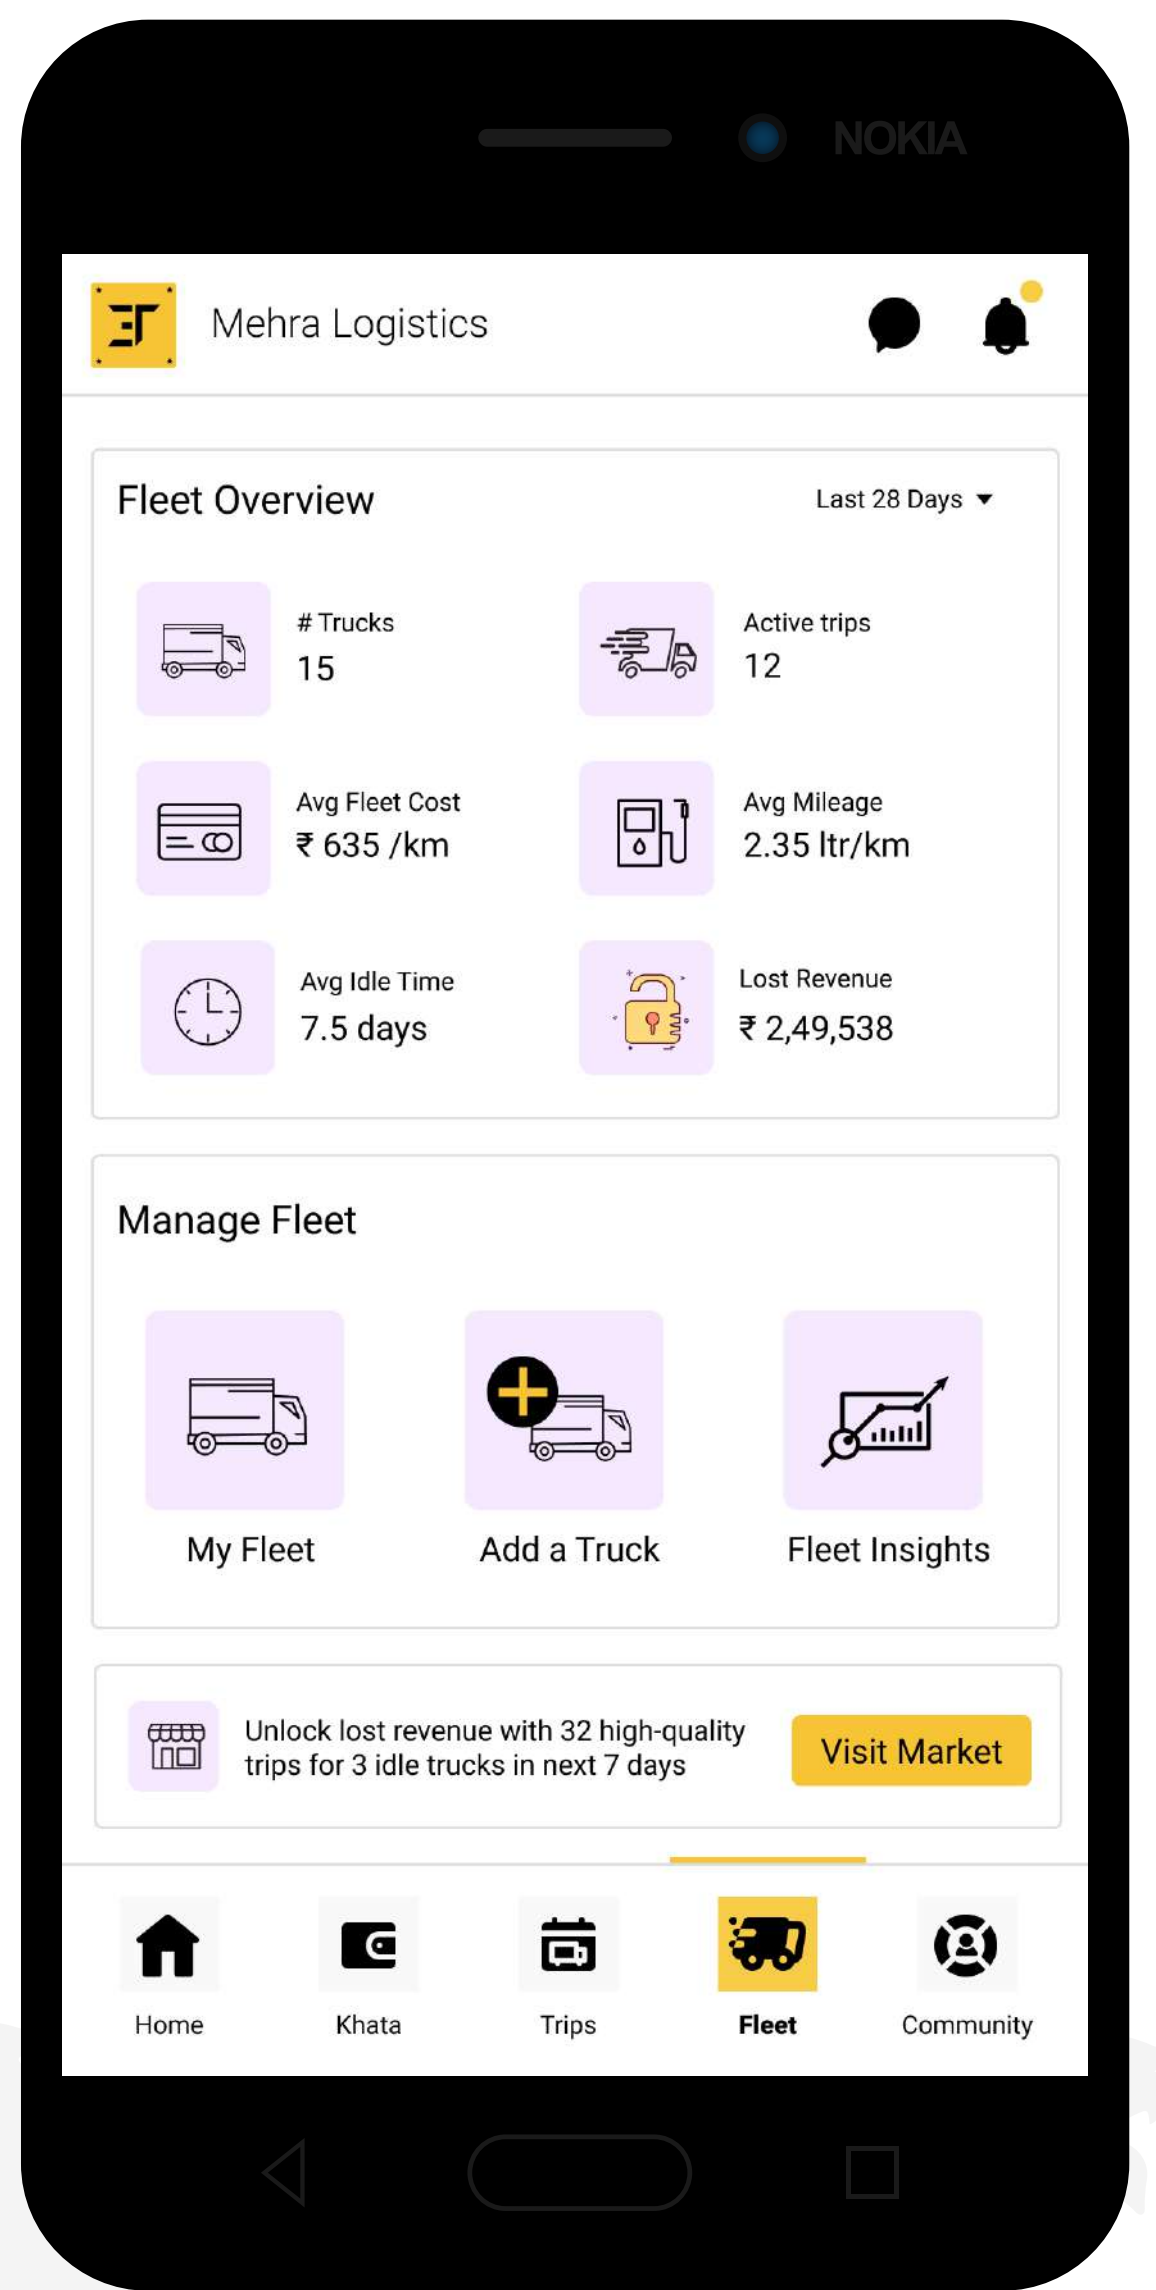 NOKIA
Mehra Logistics
Fleet Overview
Last 28 Days
# Trucks
15
Active trips
12
Avg Fleet Cost
₹ 635 /km
Avg Mileage
2.35 ltr/km
Avg Idle Time
7.5 days
Lost Revenue
₹ 2,49,538
Manage Fleet
My Fleet
Add a Truck
Fleet Insights
Unlock lost revenue with 32 high-quality
trips for 3 idle trucks in next 7 days
Visit Market
Home
Khata
Trips
Fleet
Community